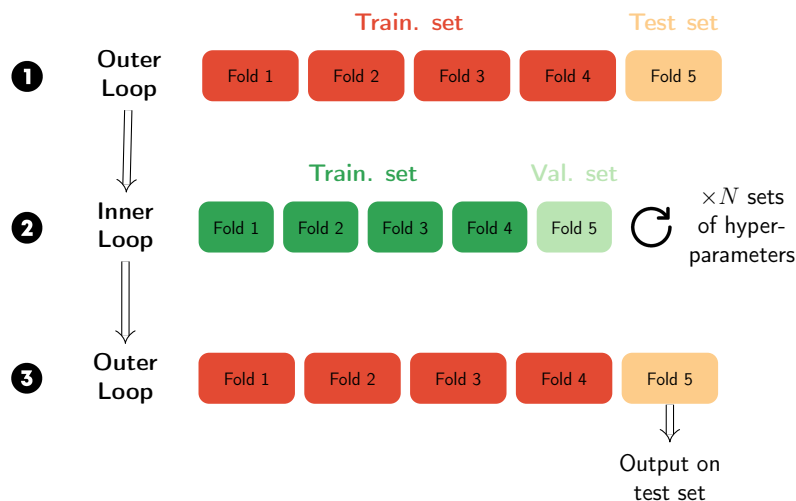 Train. set
Test set
1
Outer
Loop
Fold 1
Fold 2
Fold 3
Fold 4
Fold 5
Train. set
Val. set
2
Inner
Loop
Fold 1
Fold 2
Fold 3
Fold 4
Fold 5
×N sets
of hyper-
parameters
3
Outer
Loop
Fold 1
Fold 2
Fold 3
Fold 4
Fold 5
Output on
test set